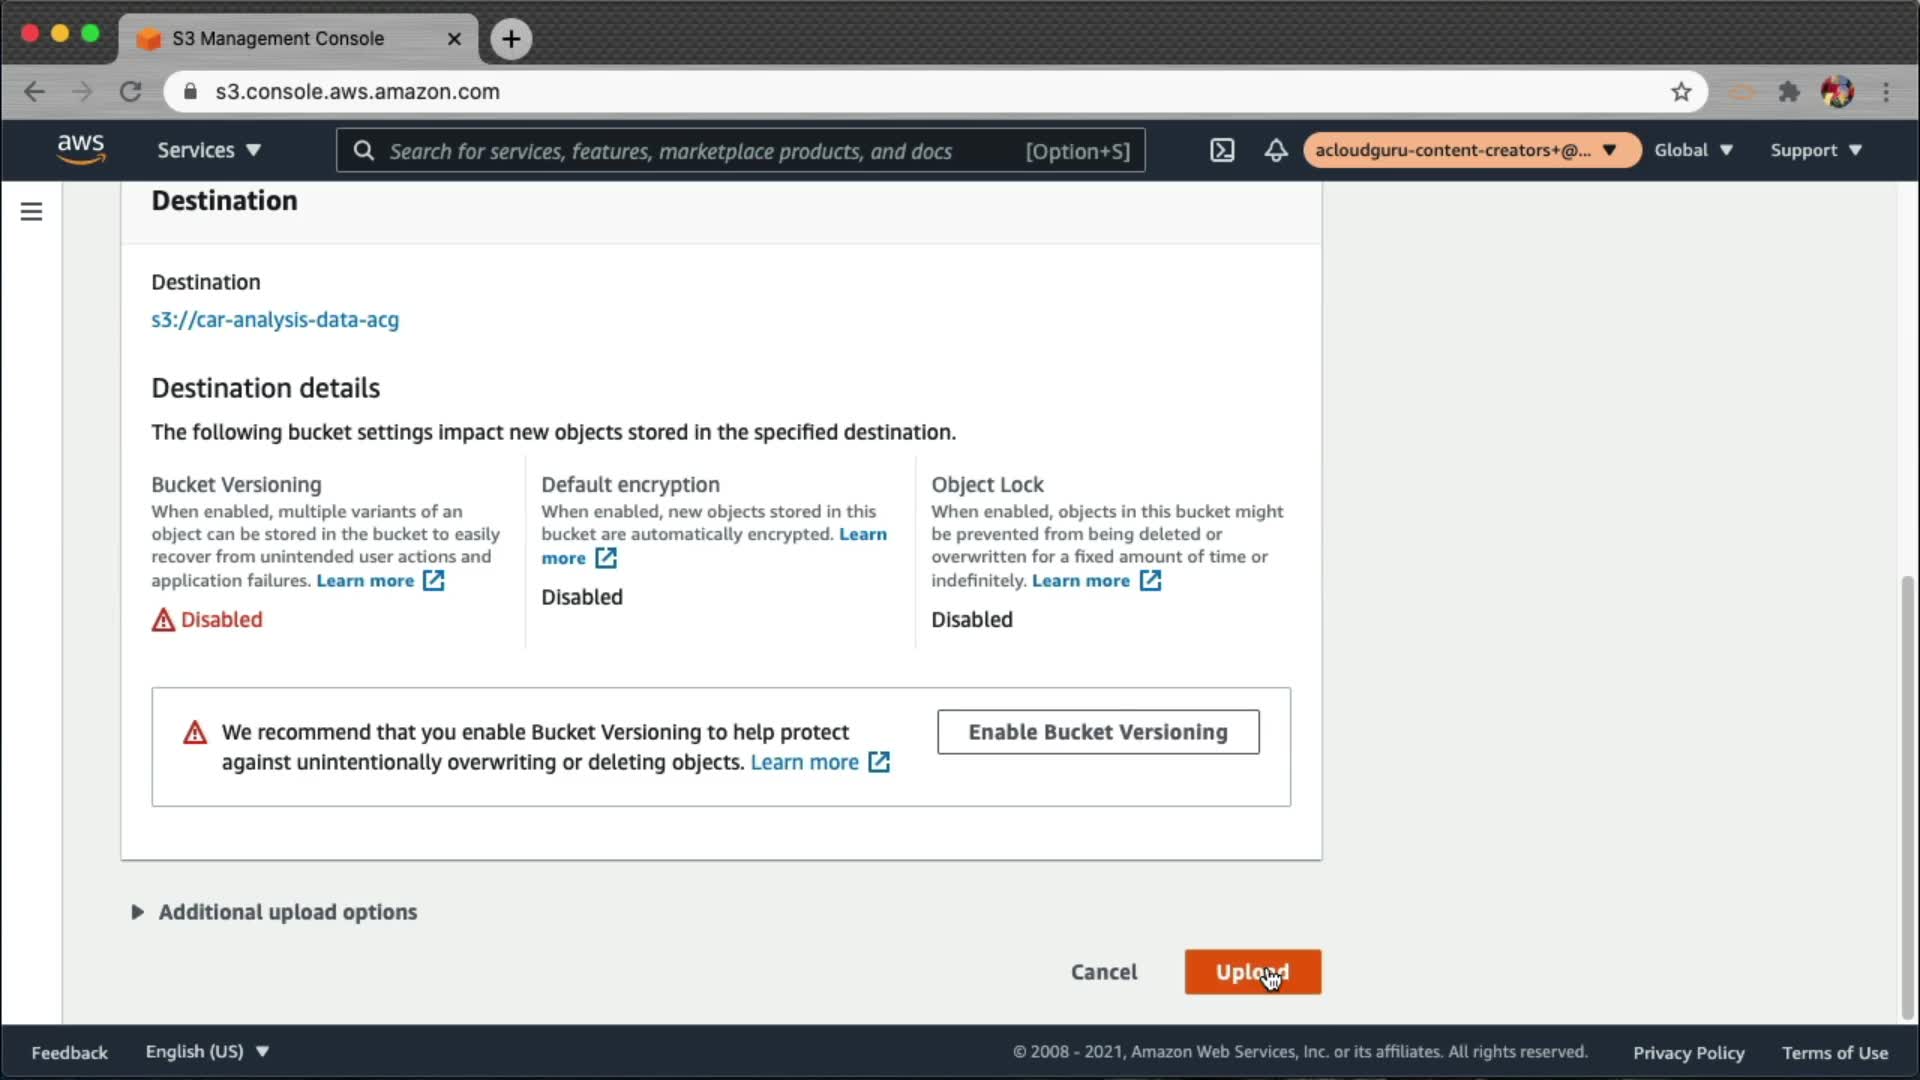 S3 Management Console
s3.console.aws.amazon.com
aws
Services
Search for services, features, marketplace products, and docs
[Option+S]
acloudguru-content-creators+@...
Global
Support
Destination
Destination
s3://car-analysis-data-acg
Destination details
The following bucket settings impact new objects stored in the specified destination.
Bucket Versioning
When enabled, multiple variants of an
object can be stored in the bucket to easily
recover from unintended user actions and
application failures. Learn more
Disabled
Default encryption
When enabled, new objects stored in this
bucket are automatically encrypted. Learn
more
Disabled
Object Lock
When enabled, objects in this bucket might
be prevented from being deleted or
overwritten for a fixed amount of time or
indefinitely. Learn more
Disabled
We recommend that you enable Bucket Versioning to help protect
against unintentionally overwriting or deleting objects. Learn more
Enable Bucket Versioning
Additional upload options
Cancel
Upload
Feedback
English (US)
© 2008 - 2021, Amazon Web Services, Inc. or its affiliates. All rights reserved.
Privacy Policy
Terms of Use